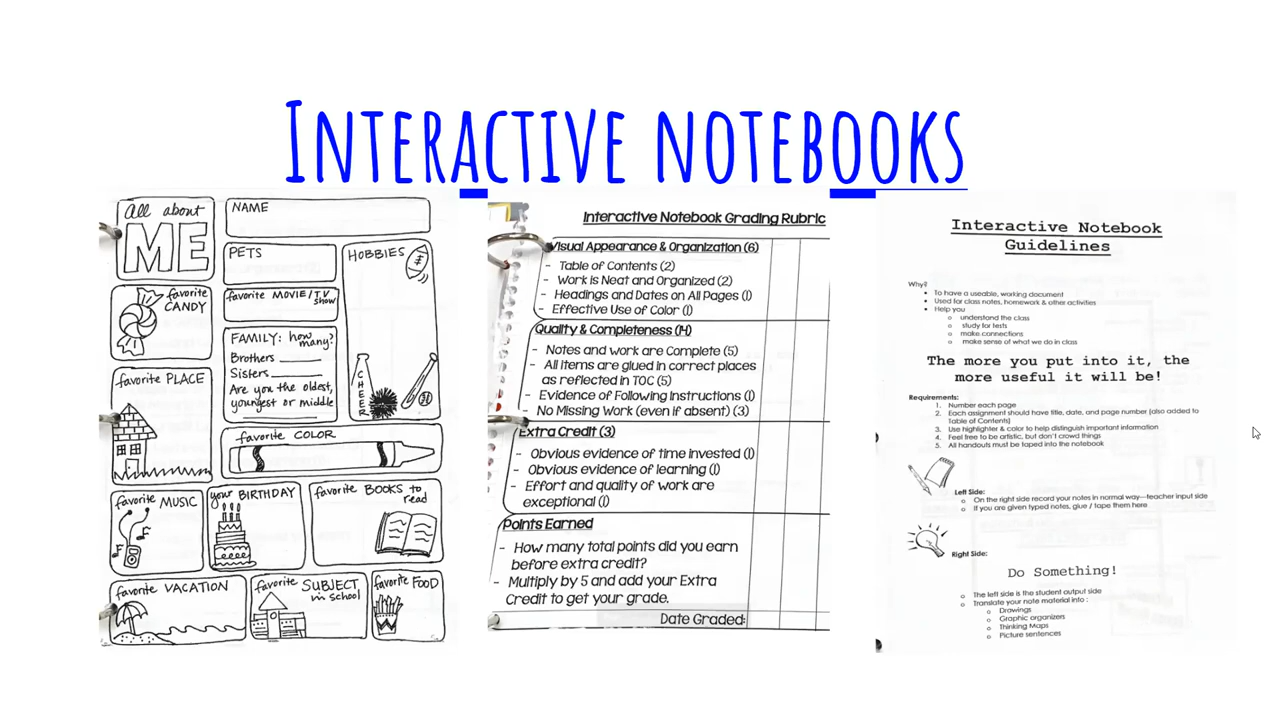 INTERACTIVE NOTEBOOKS
All about
ME
NAME
PETS
HOBBIES
favorite
CANDY
favorite MOVIE/TV
show
FAMILY: how
many?
Brothers
Sisters
Are you the oldest,
youngest or middle
CHEER
favorite PLACE
favorite COLOR
favorite MUSIC
your BIRTHDAY
favorite BOOKS to
read
favorite VACATION
favorite SUBJECT
in school
favorite FOOD
Interactive Notebook Grading Rubric
Visual Appearance & Organization (6)
- Table of Contents (2)
- Work is Neat and Organized (2)
- Headings and Dates on All Pages (1)
- Effective Use of Color (1)
Quality & Completeness (14)
- Notes and work are Complete (5)
- All items are glued in correct places
as reflected in TOC (5)
- Evidence of Following Instructions (1)
- No Missing Work (even if absent) (3)
Extra Credit (3)
- Obvious evidence of time invested (1)
- Obvious evidence of learning (1)
- Effort and quality of work are
exceptional (1)
Points Earned
- How many total points did you earn
before extra credit?
- Multiply by 5 and add your Extra
Credit to get your grade.
Date Graded:
Interactive Notebook
Guidelines
Why?
• To have a useable, working document
• Used for class notes, homework & other activities
• Help you
o understand the class
o study for tests
o make connections
o make sense of what we do in class
The more you put into it, the
more useful it will be!
Requirements:
1. Number each page
2. Each assignment should have title, date, and page number (also added to
Table of Contents)
3. Use highlighter & color to help distinguish important information
4. Feel free to be artistic, but don't crowd things
5. All handouts must be taped into the notebook
Left Side:
o On the right side record your notes in normal way—teacher input side
o If you are given typed notes, glue / tape them here
Right Side:
Do Something!
o The left side is the student output side
o Translate your note material into :
o Drawings
o Graphic organizers
o Thinking Maps
o Picture sentences